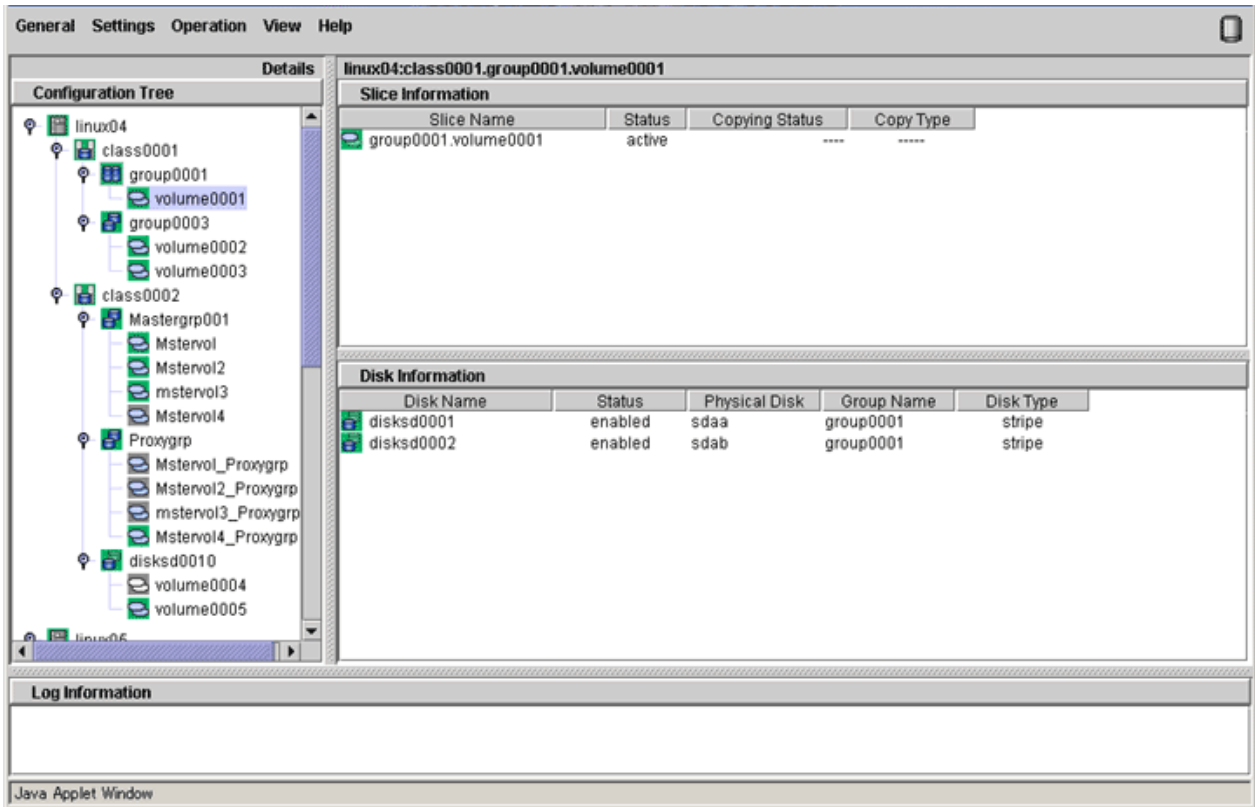 General Settings Operation View Help
Details
Configuration Tree
linux04
class0001
group0001
volume0001
group0003
volume0002
volume0003
class0002
Mastergrp001
Mstervol
Mstervol2
mstervol3
Mstervol4
Proxygrp
Mstervol_Proxygrp
Mstervol2_Proxygrp
mstervol3_Proxygrp
Mstervol4_Proxygrp
disksd0010
volume0004
volume0005
linux06
linux04:class0001.group0001.volume0001
Slice Information
Slice Name Status Copying Status Copy Type
group0001.volume0001 active ---- -----
Disk Information
Disk Name Status Physical Disk Group Name Disk Type
disksd0001 enabled sdaa group0001 stripe
disksd0002 enabled sdab group0001 stripe
Log Information
Java Applet Window